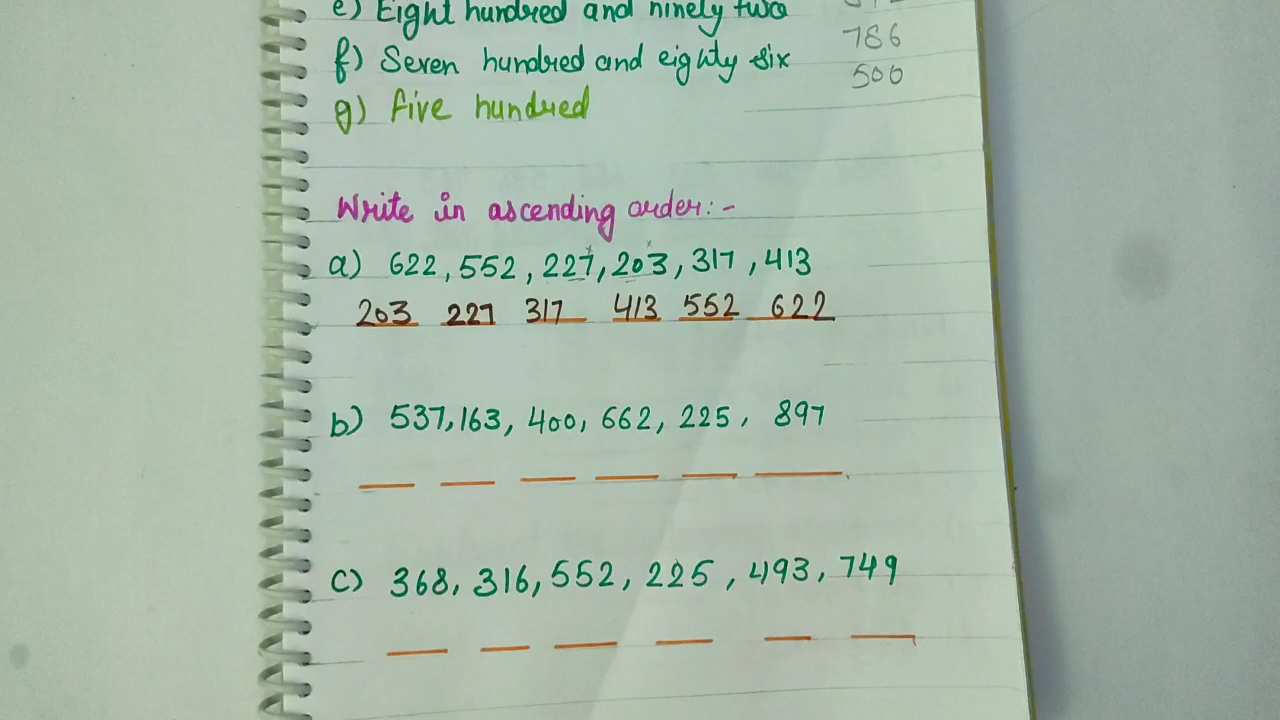 e) Eight hundred and ninety two
f) Seven hundred and eighty six 786
g) five hundred 500
Write in ascending order:-
a) 622, 552, 227, 203, 317, 413
203 227 317 413 552 622
b) 537, 163, 400, 662, 225, 897
c) 368, 316, 552, 225, 493, 749